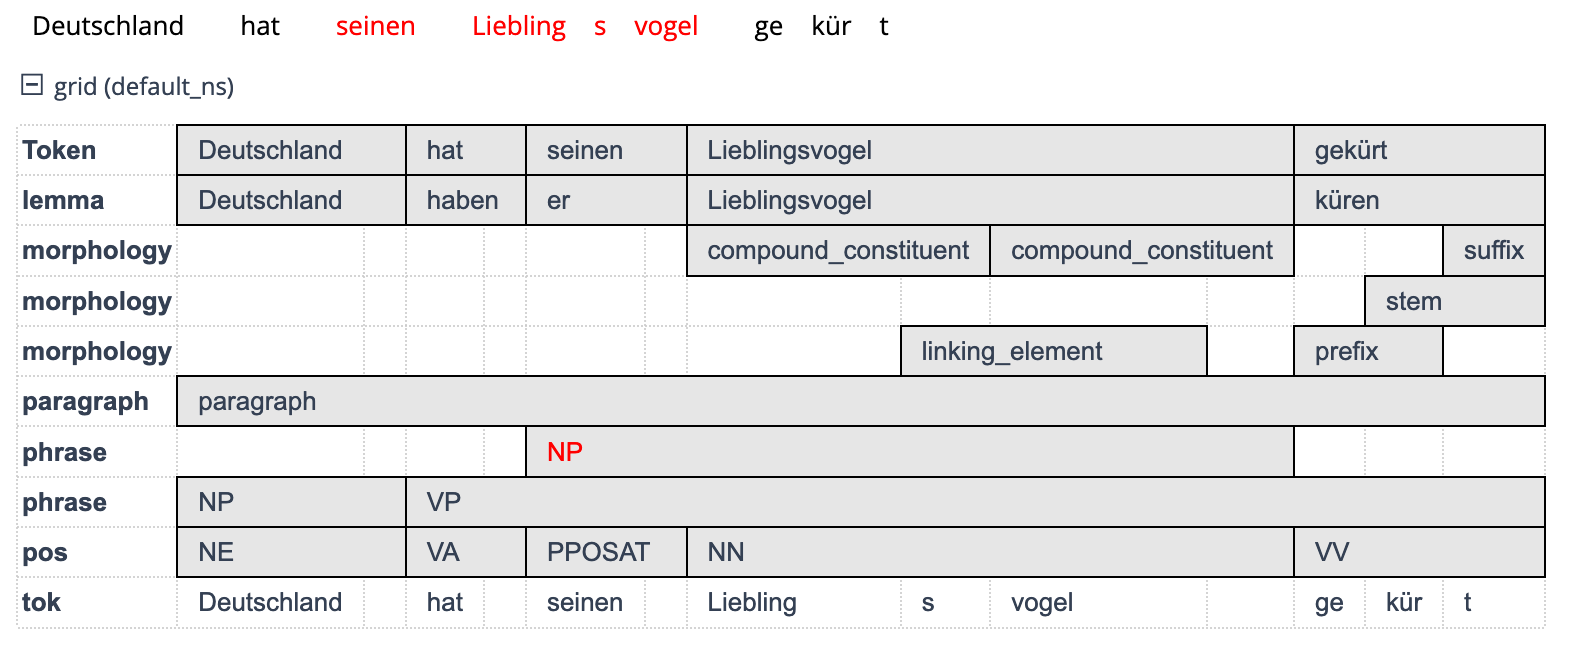 Deutschland hat seinen Liebling s vogel ge kür t
grid (default_ns)
Token Deutschland hat seinen Lieblingsvogel gekürt
lemma Deutschland haben er Lieblingsvogel küren
morphology compound_constituent compound_constituent suffix
morphology stem
morphology linking_element prefix
paragraph paragraph
phrase NP
phrase NP VP
pos NE VA PPOSAT NN VV
tok Deutschland hat seinen Liebling s vogel ge kür t